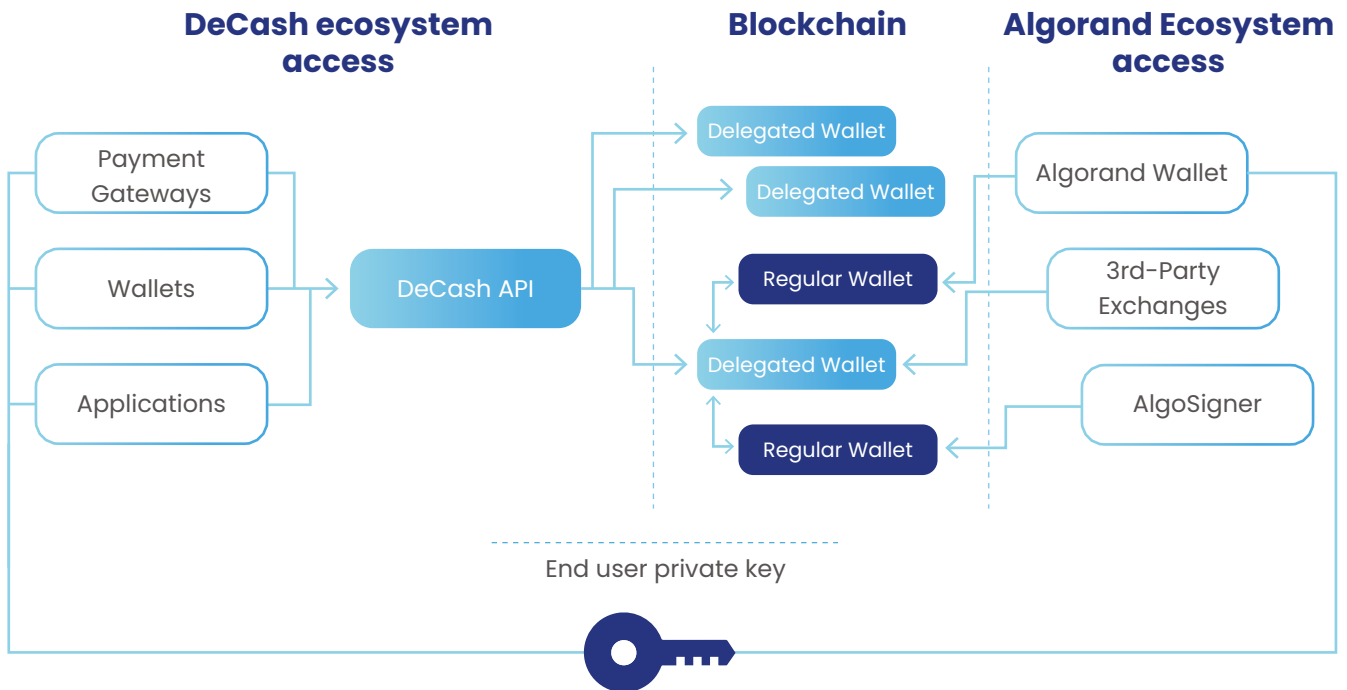 DeCash ecosystem
access
Blockchain
Algorand Ecosystem
access
Payment
Gateways
Wallets
Applications
DeCash API
Delegated Wallet
Delegated Wallet
Regular Wallet
Delegated Wallet
Regular Wallet
Algorand Wallet
3rd-Party
Exchanges
AlgoSigner
End user private key